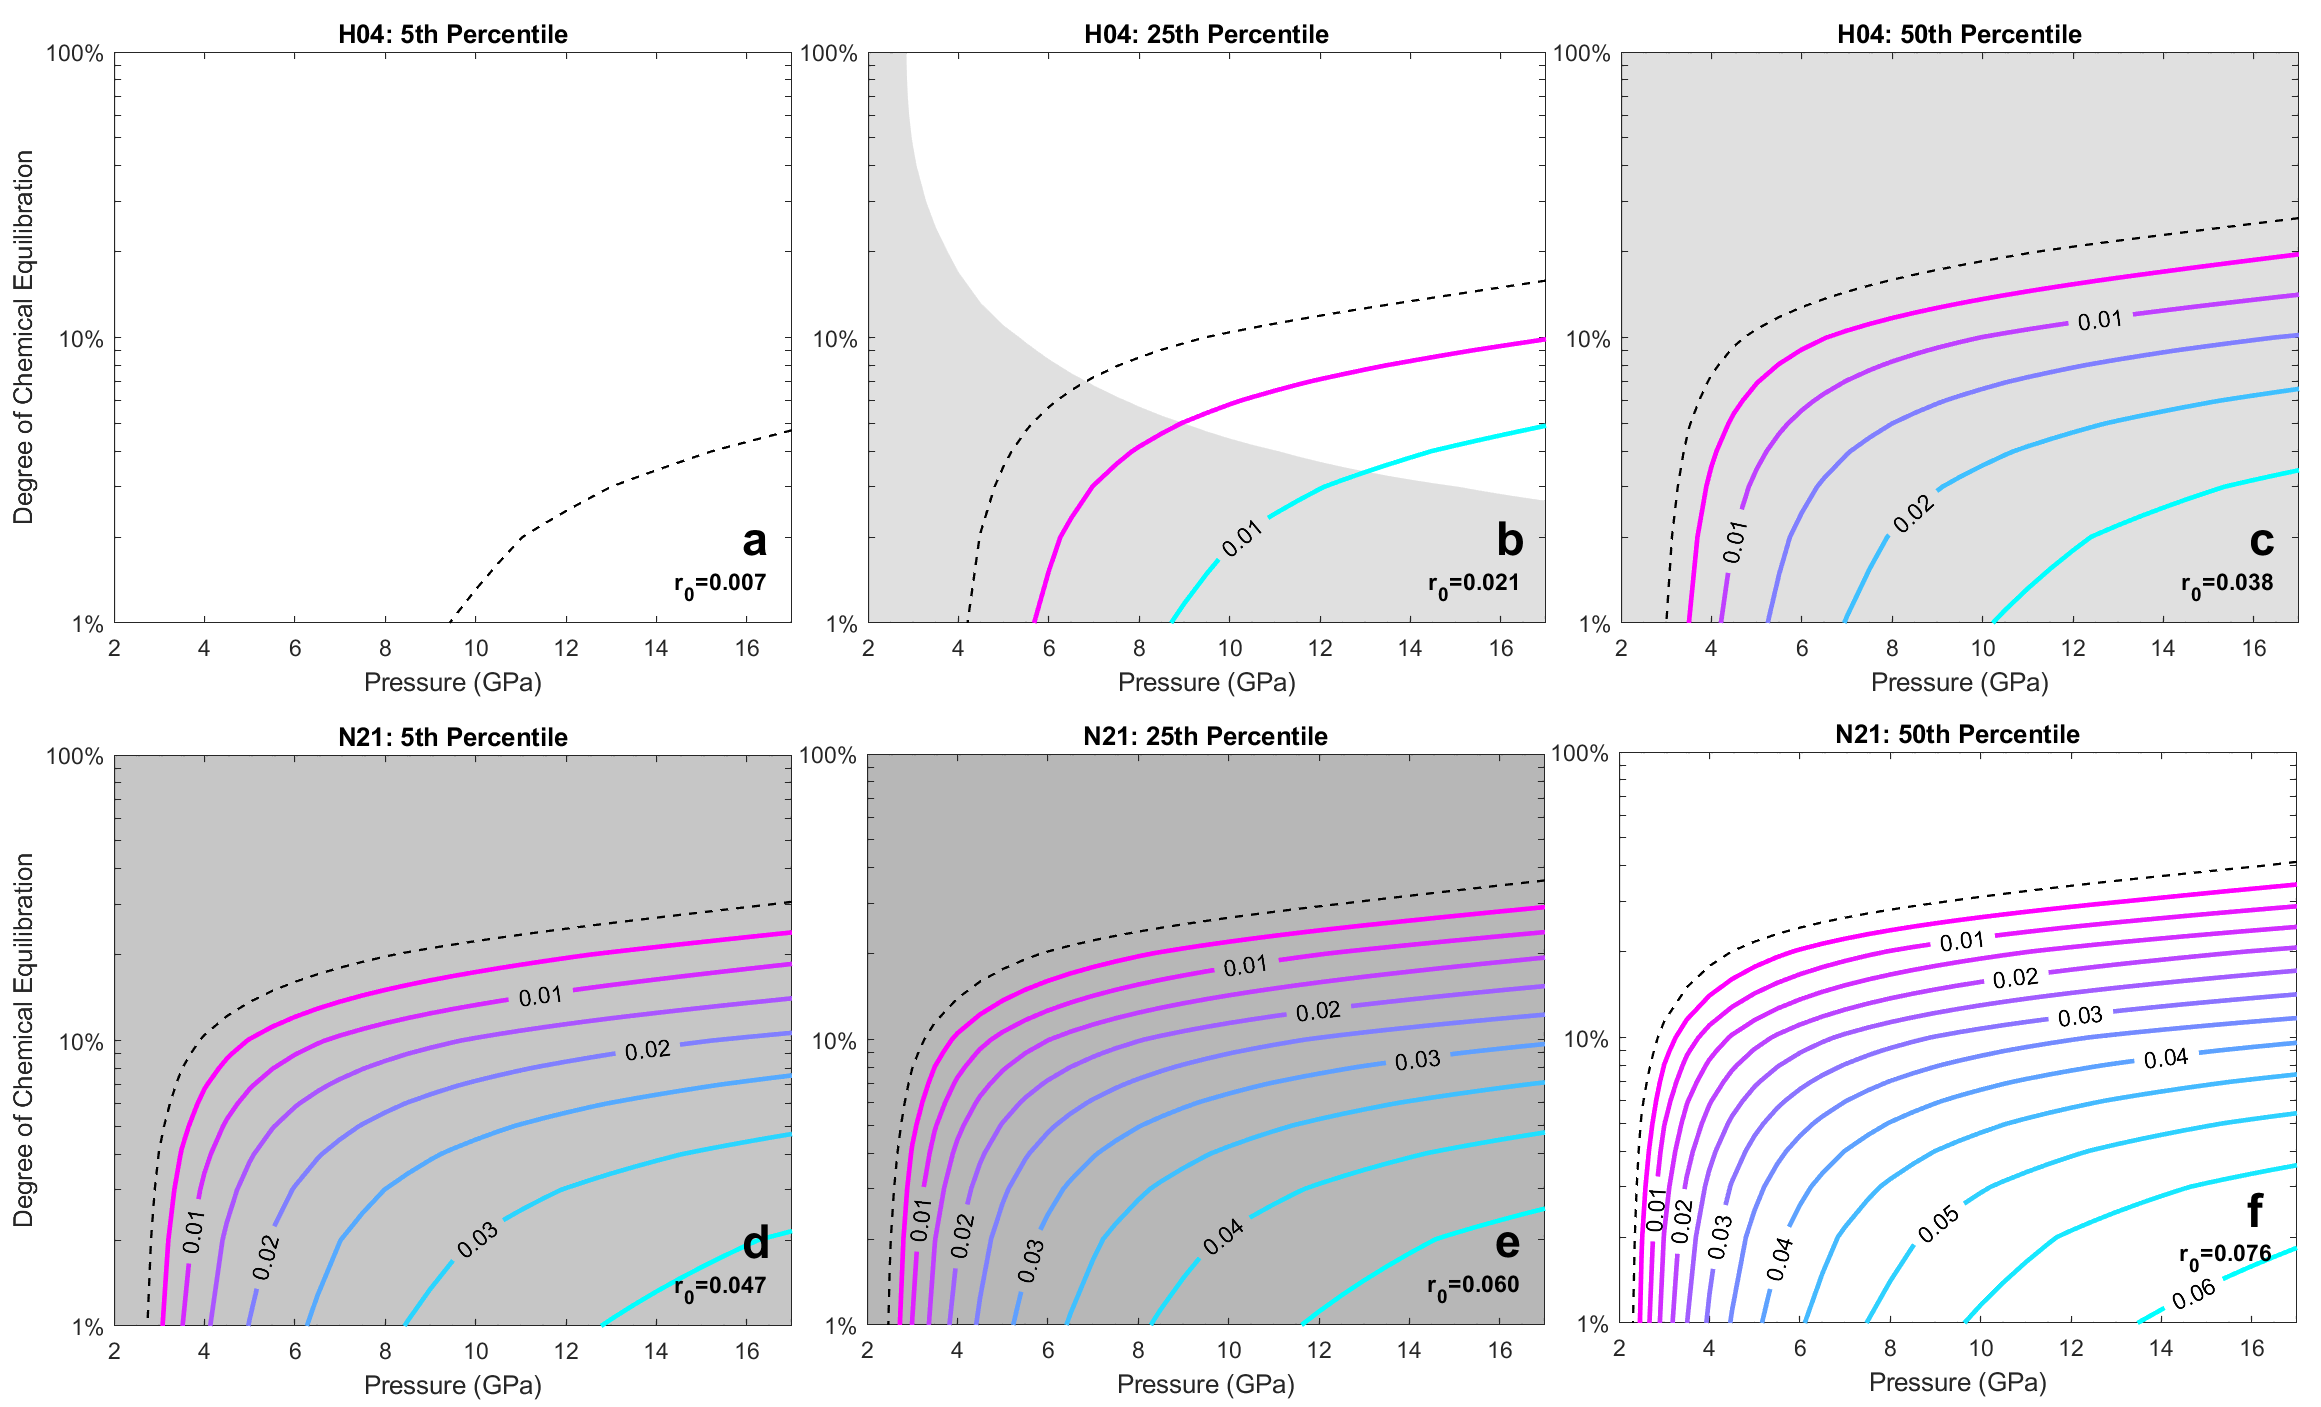 H04: 5th Percentile
100%
10%
1%
Degree of Chemical Equilibration
a
r0=0.007
2 4 6 8 10 12 14 16
Pressure (GPa)
H04: 25th Percentile
100%
10%
1%
0.01
b
r0=0.021
2 4 6 8 10 12 14 16
Pressure (GPa)
H04: 50th Percentile
100%
10%
1%
0.01
0.01
0.02
c
r0=0.038
2 4 6 8 10 12 14 16
Pressure (GPa)
N21: 5th Percentile
100%
10%
1%
Degree of Chemical Equilibration
0.01
0.02
0.01
0.02
0.03
d
r0=0.047
2 4 6 8 10 12 14 16
Pressure (GPa)
N21: 25th Percentile
100%
10%
1%
0.01
0.02
0.03
0.01
0.02
0.03
0.04
e
r0=0.060
2 4 6 8 10 12 14 16
Pressure (GPa)
N21: 50th Percentile
100%
10%
1%
0.01
0.02
0.03
0.04
0.01
0.02
0.03
0.04
0.05
0.06
f
r0=0.076
2 4 6 8 10 12 14 16
Pressure (GPa)